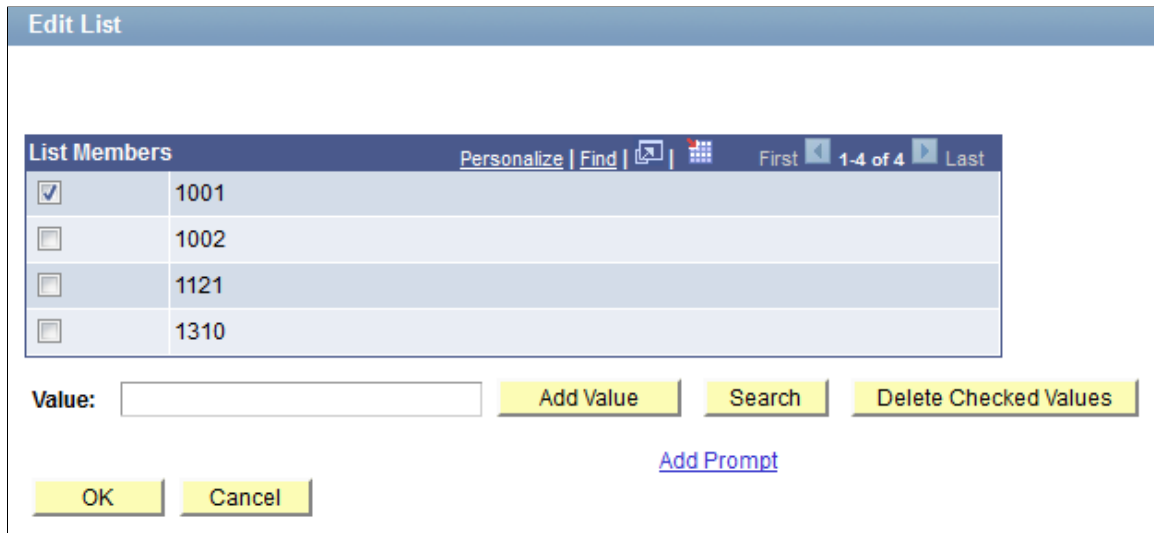 Edit List
List Members Personalize | Find | | First 1-4 of 4 Last
1001
1002
1121
1310
Value: Add Value Search Delete Checked Values
Add Prompt
OK Cancel